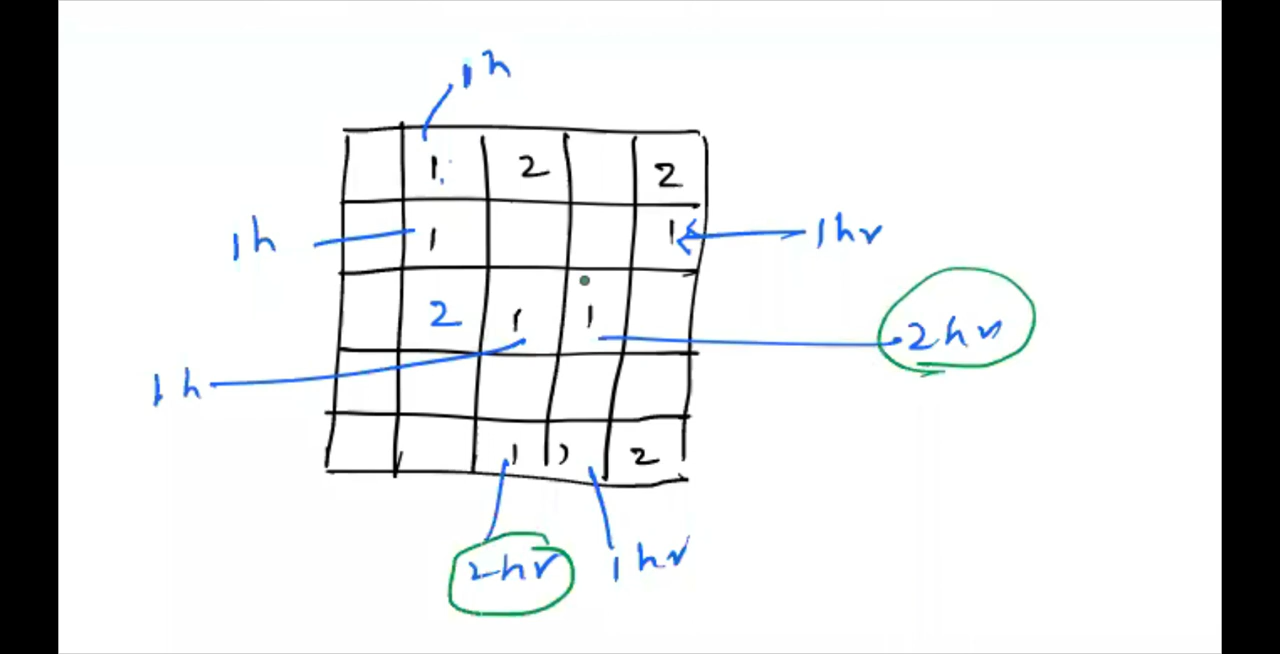 1h
1 2 2
1h 1 1 1hr
2 1 1 2hr
1h
1 1 2
2hr 1hr